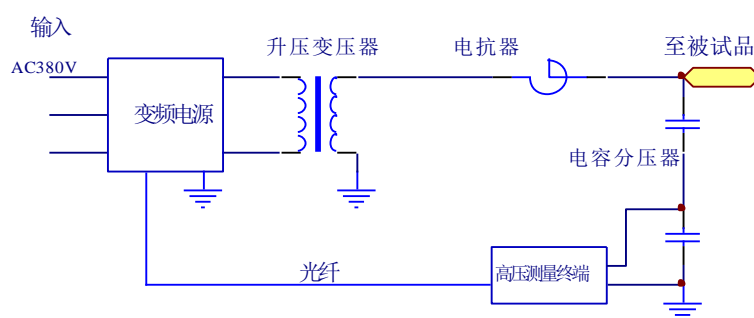 输入
升压变压器
电抗器
至被试品
AC380V
变频电源
电容分压器
光纤
高压测量终端